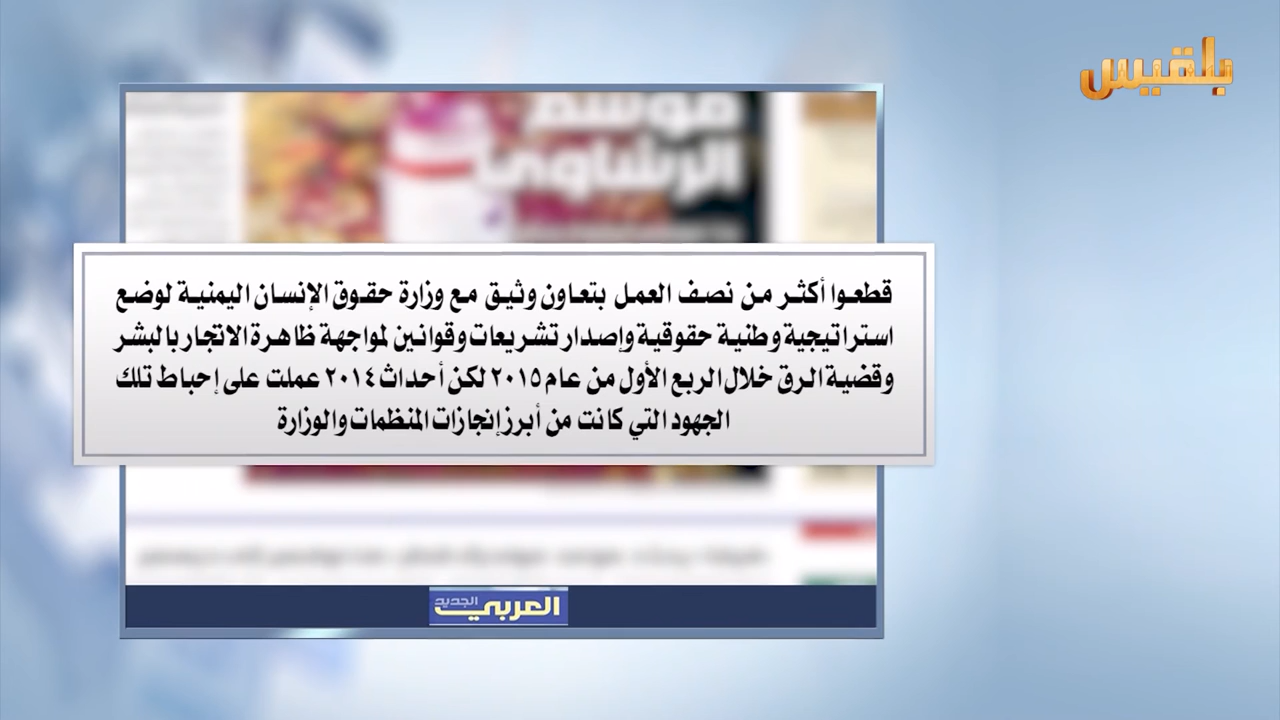 بلقيس
موسم
الرشاوى
قطعوا أكثر من نصف العمل بتعاون وثيق مع وزارة حقوق الإنسان اليمنية لوضع
استراتيجية وطنية حقوقية وإصدار تشريعات وقوانين لمواجهة ظاهرة الاتجار بالبشر
وقضية الرق خلال الربع الأول من عام ٢٠١٥ لكن أحداث ٢٠١٤ عملت على إحباط تلك
الجهود التي كانت من أبرز إنجازات المنظمات والوزارة
العربي الجديد